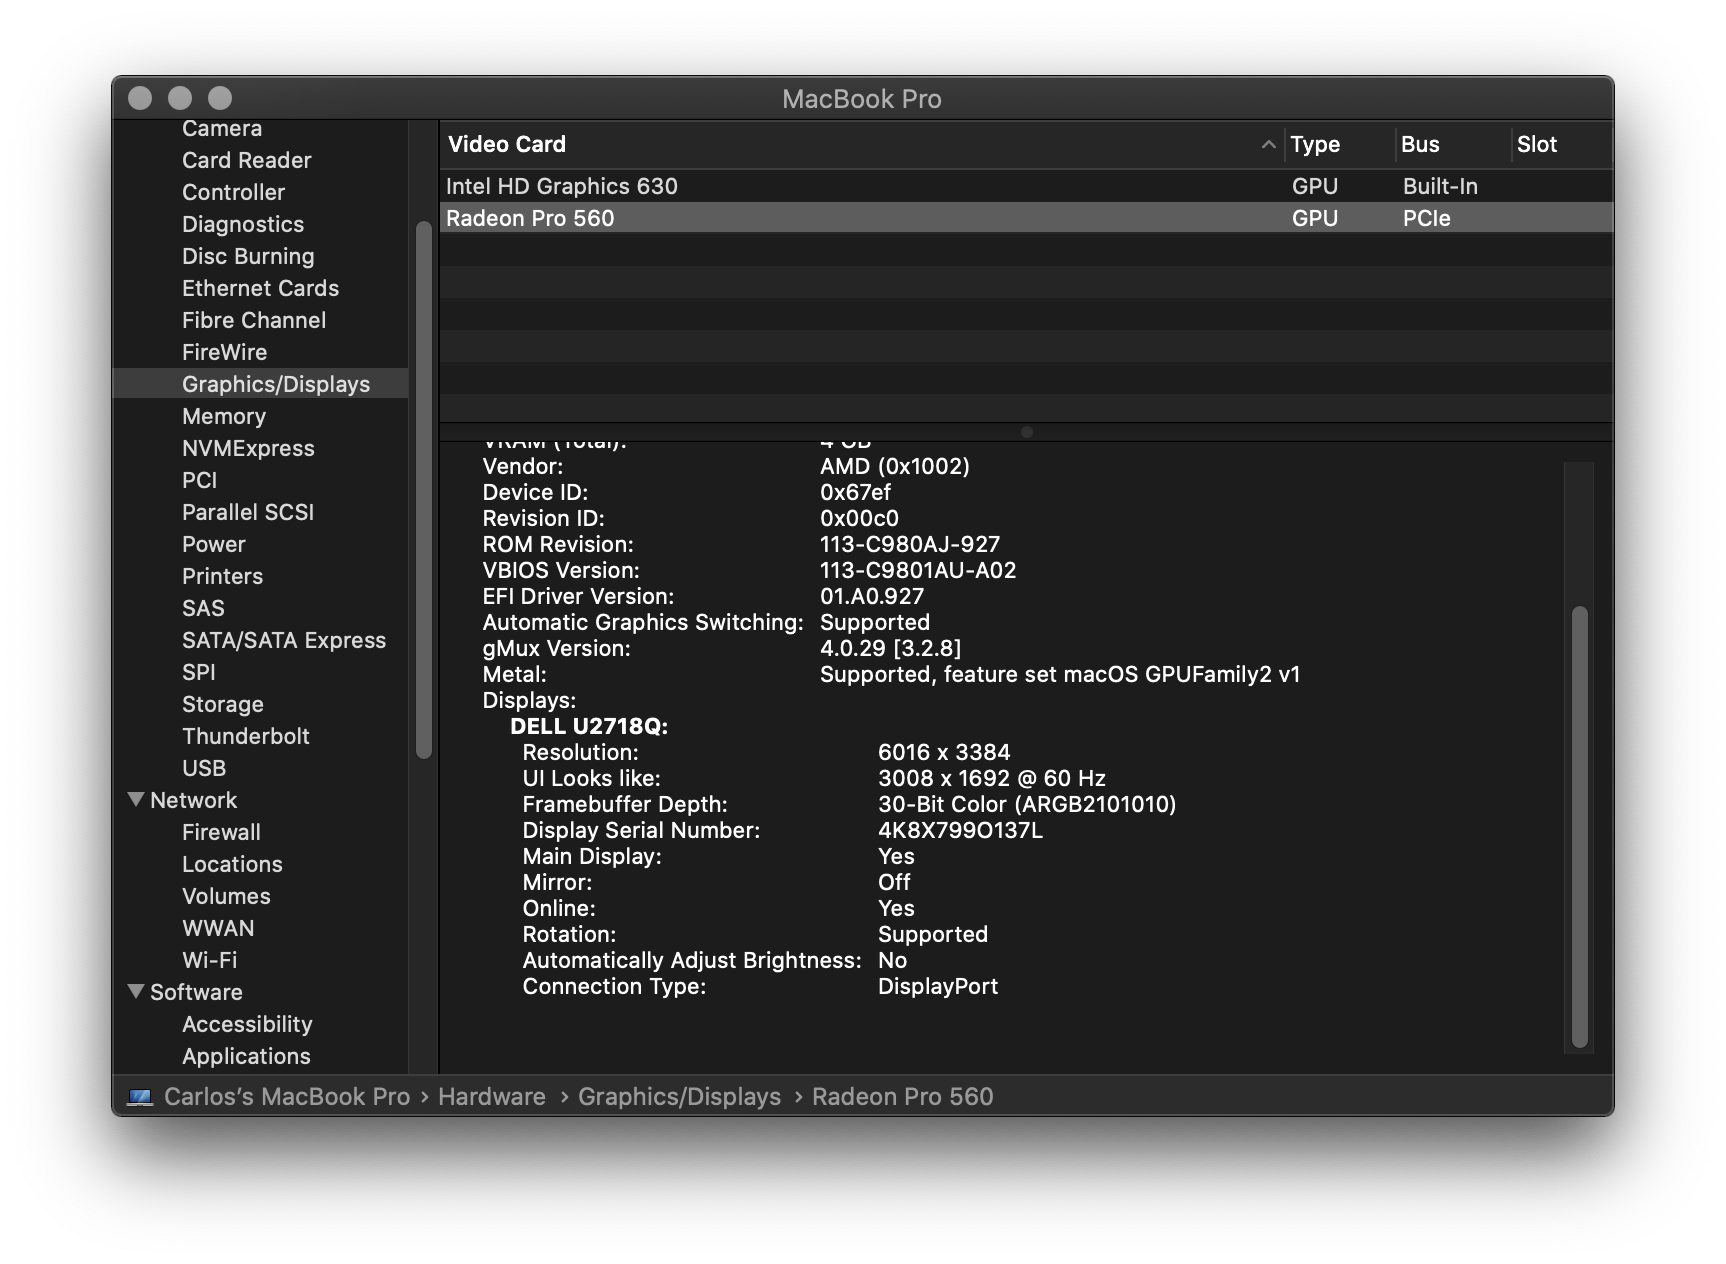 MacBook Pro
Camera
Card Reader
Controller
Diagnostics
Disc Burning
Ethernet Cards
Fibre Channel
FireWire
Graphics/Displays
Memory
NVMExpress
PCI
Parallel SCSI
Power
Printers
SAS
SATA/SATA Express
SPI
Storage
Thunderbolt
USB
Network
Firewall
Locations
Volumes
WWAN
Wi-Fi
Software
Accessibility
Applications
Video Card Type Bus Slot
Intel HD Graphics 630 GPU Built-In
Radeon Pro 560 GPU PCIe
VRAM (Total): 4 GB
Vendor: AMD (0x1002)
Device ID: 0x67ef
Revision ID: 0x00c0
ROM Revision: 113-C980AJ-927
VBIOS Version: 113-C9801AU-A02
EFI Driver Version: 01.A0.927
Automatic Graphics Switching: Supported
gMux Version: 4.0.29 [3.2.8]
Metal: Supported, feature set macOS GPUFamily2 v1
Displays:
DELL U2718Q:
Resolution: 6016 x 3384
UI Looks like: 3008 x 1692 @ 60 Hz
Framebuffer Depth: 30-Bit Color (ARGB2101010)
Display Serial Number: 4K8X799O137L
Main Display: Yes
Mirror: Off
Online: Yes
Rotation: Supported
Automatically Adjust Brightness: No
Connection Type: DisplayPort
Carlos’s MacBook Pro › Hardware › Graphics/Displays › Radeon Pro 560